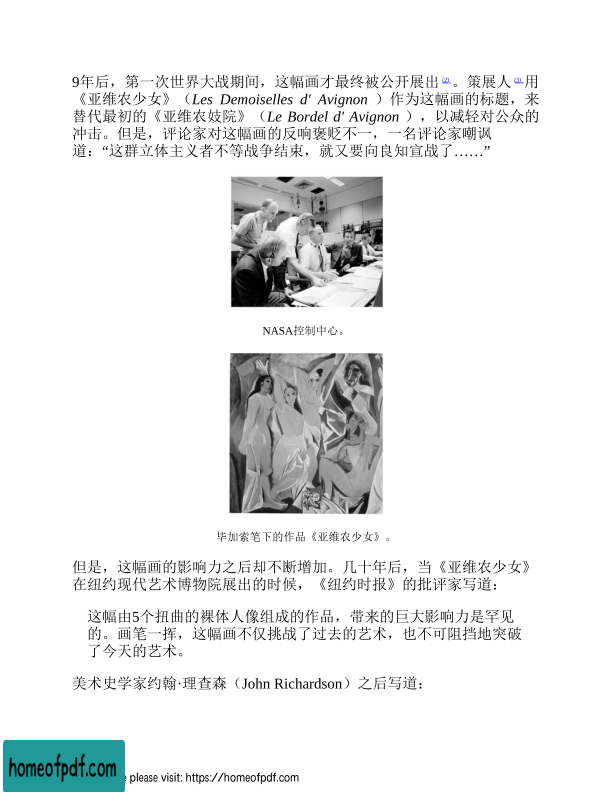 9年后，第一次世界大战期间，这幅画才最终被公开展出[2]。策展人[3]用
《亚维农少女》（Les Demoiselles d' Avignon ）作为这幅画的标题，来
替代最初的《亚维农妓院》（Le Bordel d' Avignon ），以减轻对公众的
冲击。但是，评论家对这幅画的反响褒贬不一，一名评论家嘲讽
道：“这群立体主义者不等战争结束，就又要向良知宣战了……”
NASA控制中心。
毕加索笔下的作品《亚维农少女》。
但是，这幅画的影响力之后却不断增加。几十年后，当《亚维农少女》
在纽约现代艺术博物院展出的时候，《纽约时报》的批评家写道：
这幅由5个扭曲的裸体人像组成的作品，带来的巨大影响力是罕见
的。画笔一挥，这幅画不仅挑战了过去的艺术，也不可阻挡地突破
了今天的艺术。
美术史学家约翰·理查森（John Richardson）之后写道：
homeofpdf.com
e please visit: https://homeofpdf.com